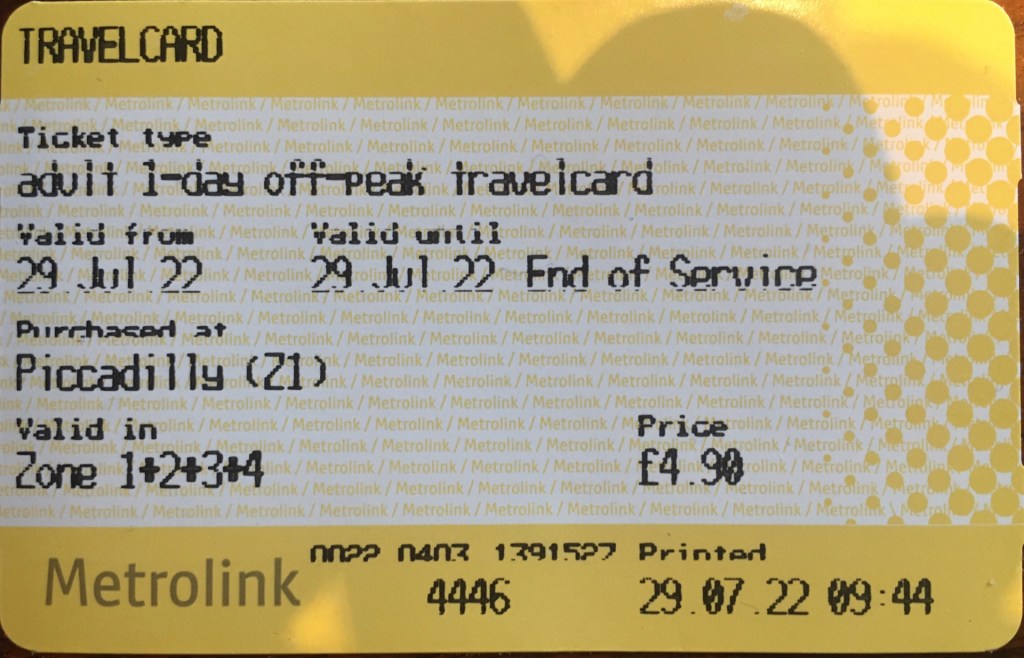 TRAVELCARD
Ticket type
adult 1-day off-peak travelcard
Valid from Valid until
29 Jul 22 29 Jul 22 End of Service
Purchased at
Piccadilly (Z1)
Valid in Price
Zone 1+2+3+4 £4.90
0022 0403 1391527 Printed
Metrolink 4446 29.07.22 09:44